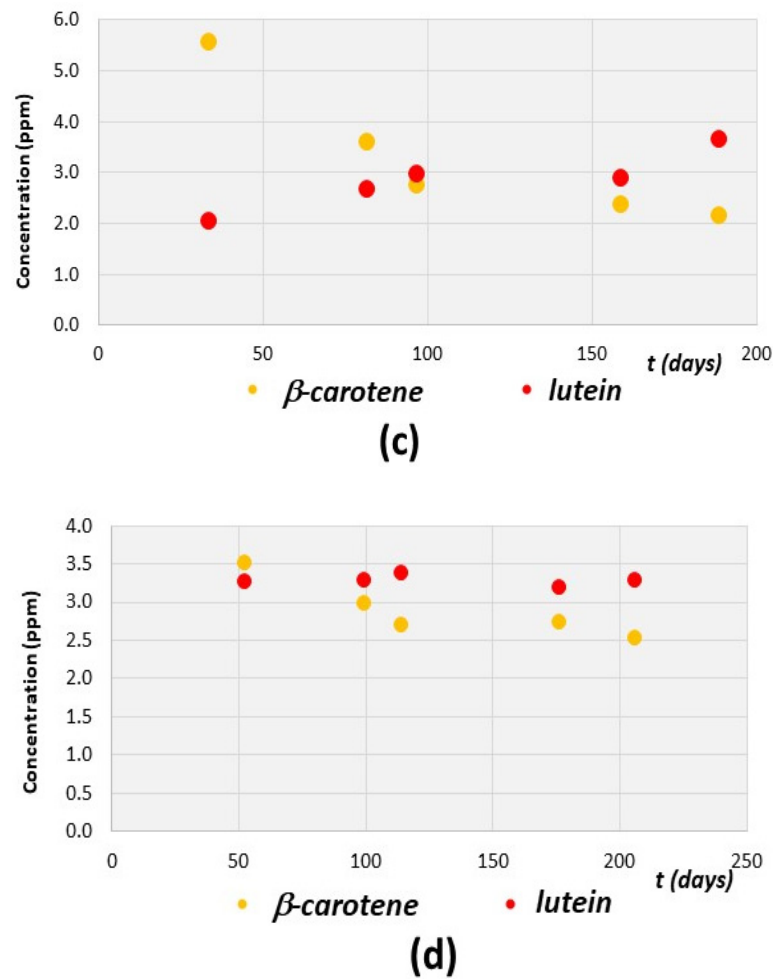 6.0
5.0
4.0
3.0
2.0
1.0
0.0
Concentration (ppm)
0 50 100 150 200
t (days)
β-carotene lutein
(c)
4.0
3.5
3.0
2.5
2.0
1.5
1.0
0.5
0.0
Concentration (ppm)
0 50 100 150 200 250
t (days)
β-carotene lutein
(d)